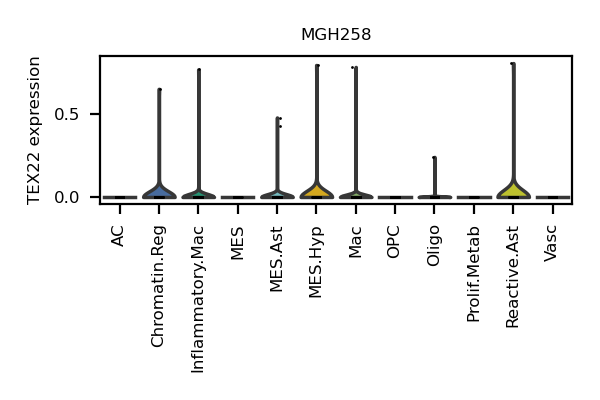 MGH258
TEX22 expression
0.5
0.0
AC
Chromatin.Reg
Inflammatory.Mac
MES
MES.Ast
MES.Hyp
Mac
OPC
Oligo
Prolif.Metab
Reactive.Ast
Vasc